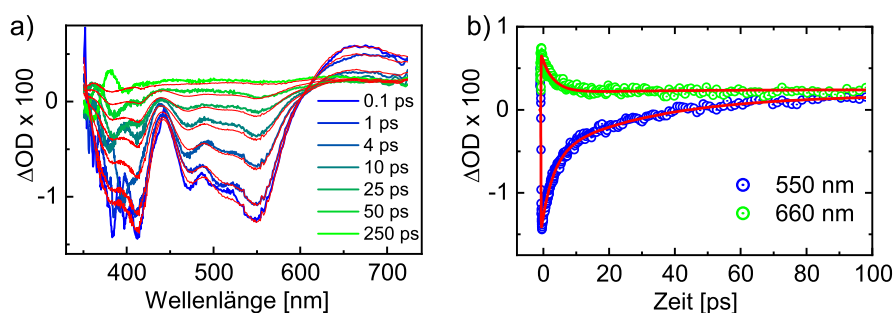 a)
ΔOD x 100
0
-1
400
500
600
700
Wellenlänge [nm]
0.1 ps
1 ps
4 ps
10 ps
25 ps
50 ps
250 ps
b)
ΔOD x 100
1
0
-1
0
20
40
60
80
100
Zeit [ps]
550 nm
660 nm